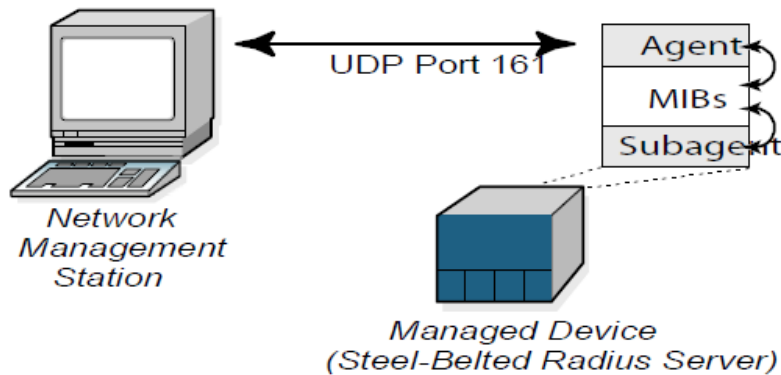 UDP Port 161
Agent
MIBs
Subagent
Network
Management
Station
Managed Device
(Steel-Belted Radius Server)